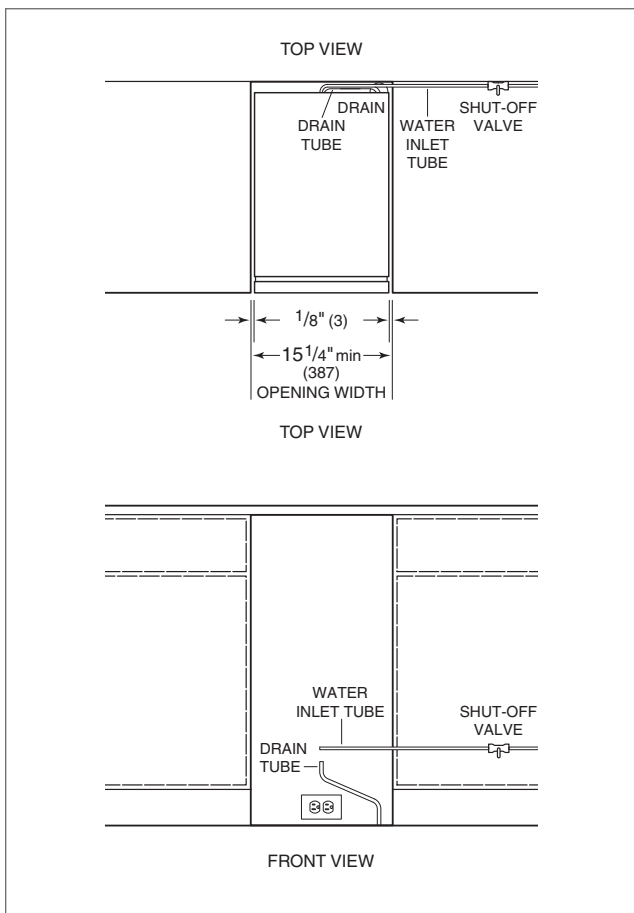 TOP VIEW
DRAIN
DRAIN
TUBE
WATER
INLET
TUBE
SHUT-OFF
VALVE
1/8" (3)
15 1/4" min
(387)
OPENING WIDTH
TOP VIEW
WATER
INLET TUBE
SHUT-OFF
VALVE
DRAIN
TUBE
FRONT VIEW